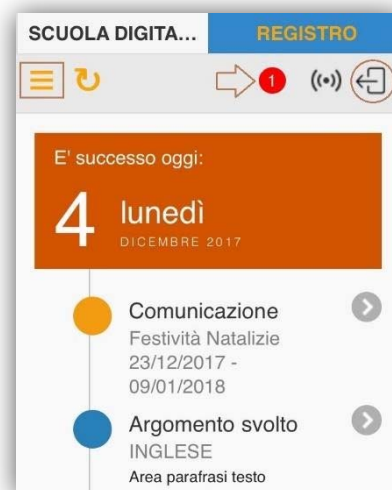 SCUOLA DIGITA...
REGISTRO
1
E' successo oggi:
4 lunedì
DICEMBRE 2017
Comunicazione
Festività Natalizie
23/12/2017 -
09/01/2018
Argomento svolto
INGLESE
Area parafrasi testo